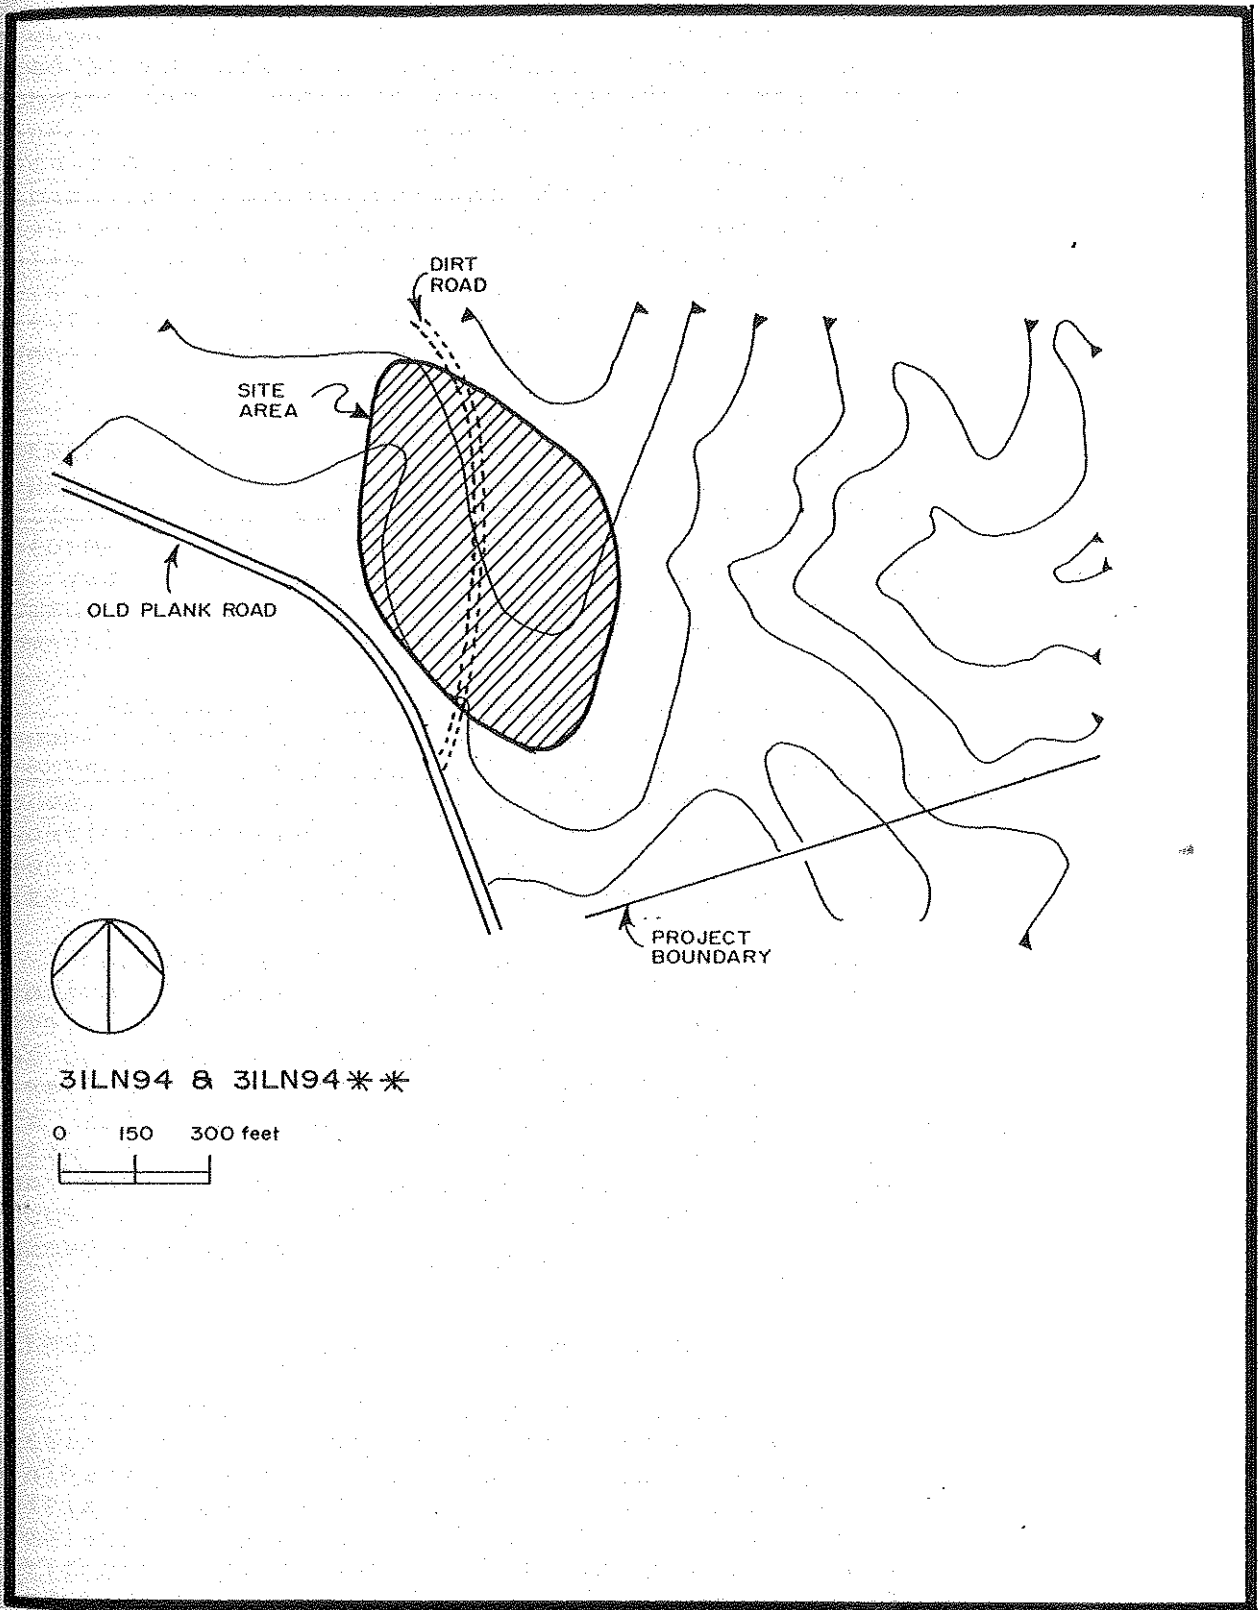 DIRT
ROAD
SITE
AREA
OLD PLANK ROAD
PROJECT
BOUNDARY
31LN94 & 31LN94**
0 150 300 feet